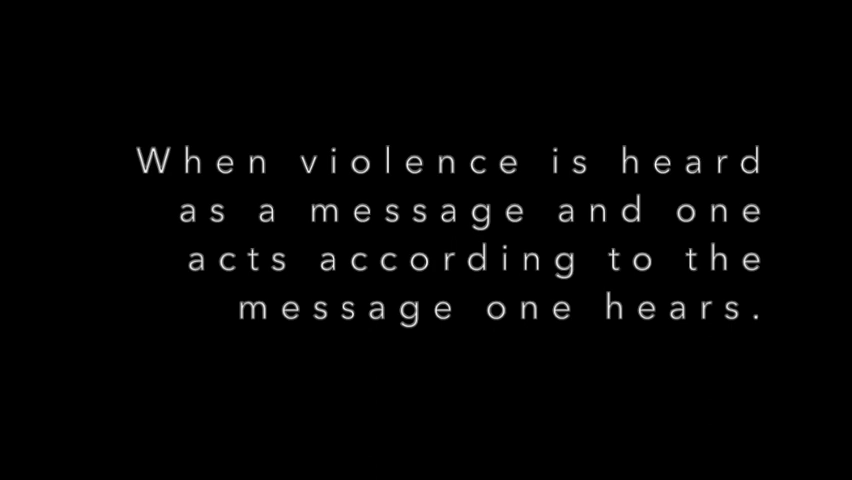 When violence is heard
as a message and one
acts according to the
message one hears.